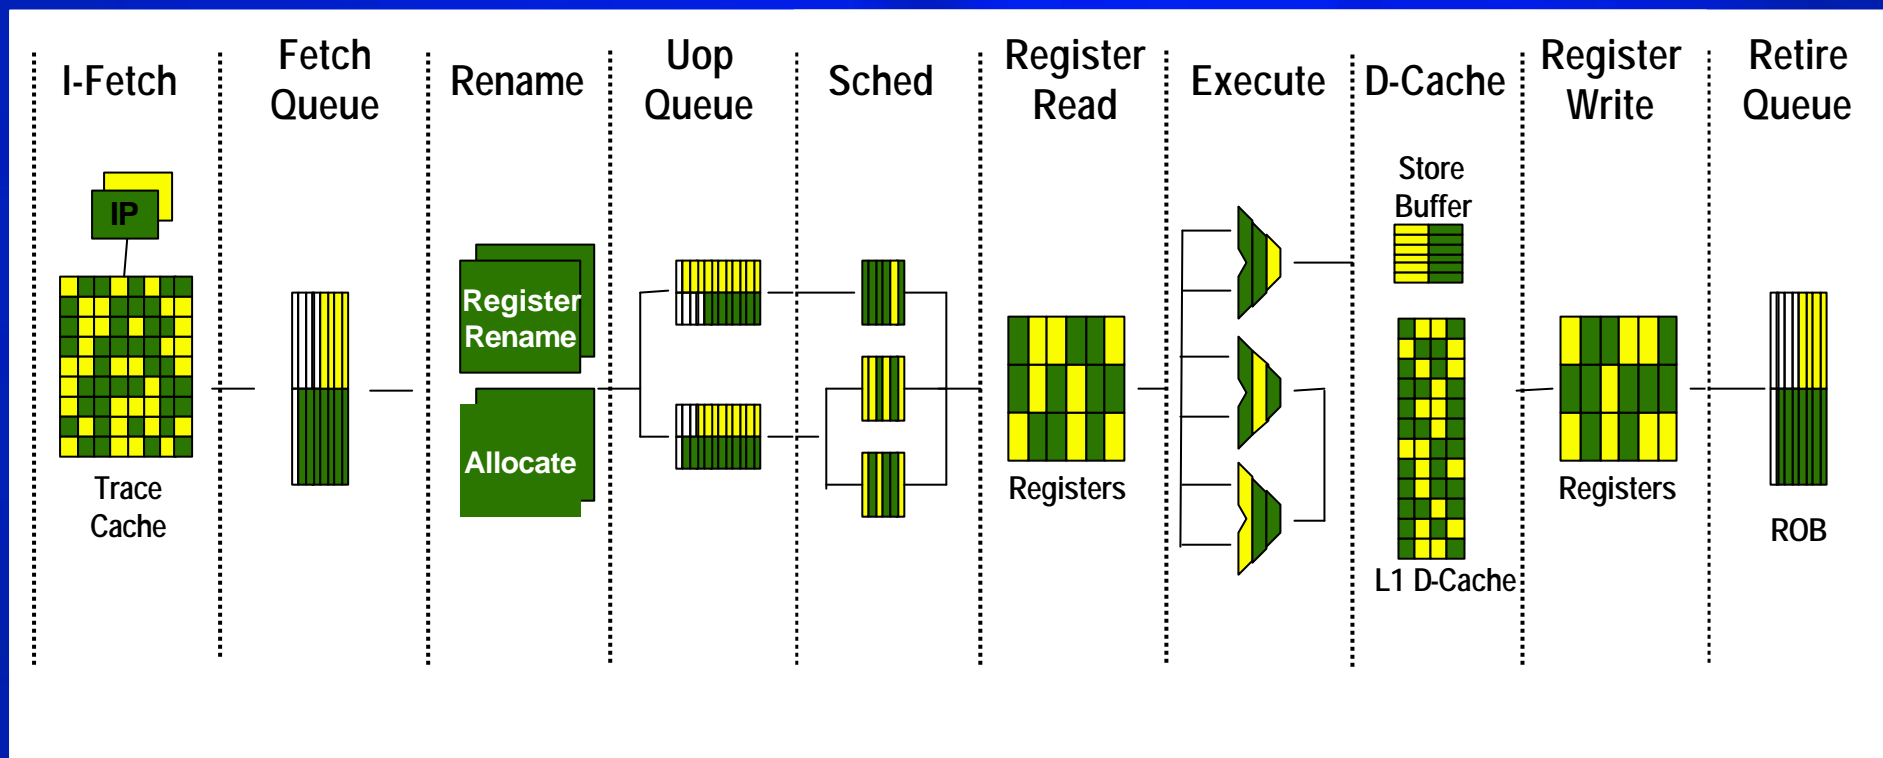 I-Fetch
Fetch
Queue
Rename
Uop
Queue
Sched
Register
Read
Execute
D-Cache
Register
Write
Retire
Queue
IP
Trace
Cache
Register
Rename
Allocate
Registers
Store
Buffer
L1 D-Cache
Registers
ROB